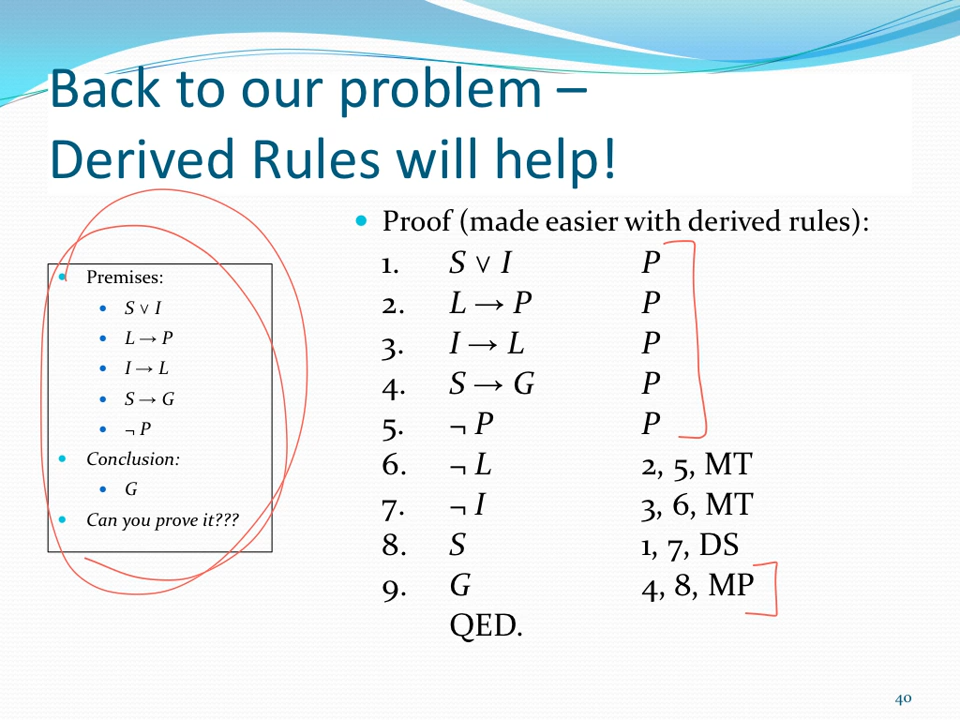 Back to our problem –
Derived Rules will help!
Premises:
S ∨ I
L → P
I → L
S → G
¬ P
Conclusion:
G
Can you prove it???
Proof (made easier with derived rules):
1. S ∨ I P
2. L → P P
3. I → L P
4. S → G P
5. ¬ P P
6. ¬ L 2, 5, MT
7. ¬ I 3, 6, MT
8. S 1, 7, DS
9. G 4, 8, MP
QED.
40